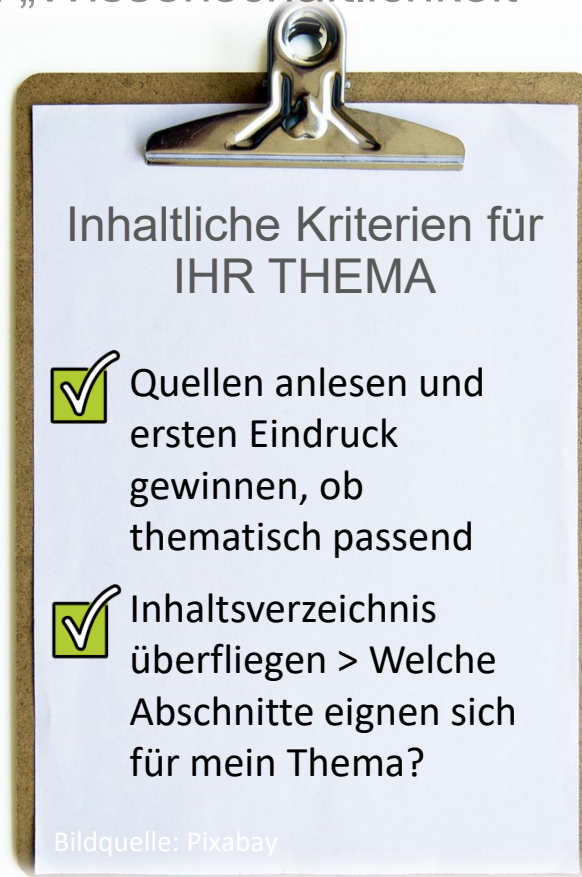 „Wissenschaftlichkeit
Inhaltliche Kriterien für
IHR THEMA
Quellen anlesen und
ersten Eindruck
gewinnen, ob
thematisch passend
Inhaltsverzeichnis
überfliegen > Welche
Abschnitte eignen sich
für mein Thema?
Bildquelle: Pixabay